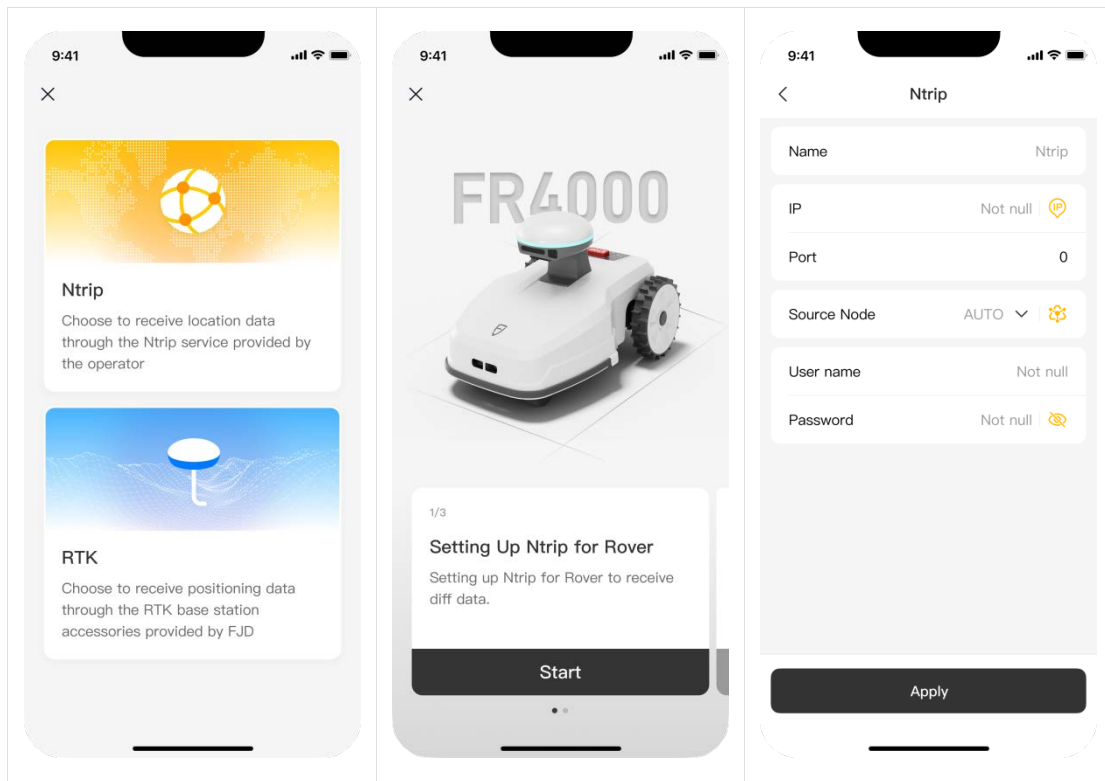 9:41
Ntrip
Choose to receive location data
through the Ntrip service provided by
the operator
RTK
Choose to receive positioning data
through the RTK base station
accessories provided by FJD
9:41
FR4000
1/3
Setting Up Ntrip for Rover
Setting up Ntrip for Rover to receive
diff data.
Start
9:41
Ntrip
Name Ntrip
IP Not null IP
Port 0
Source Node AUTO
User name Not null
Password Not null
Apply